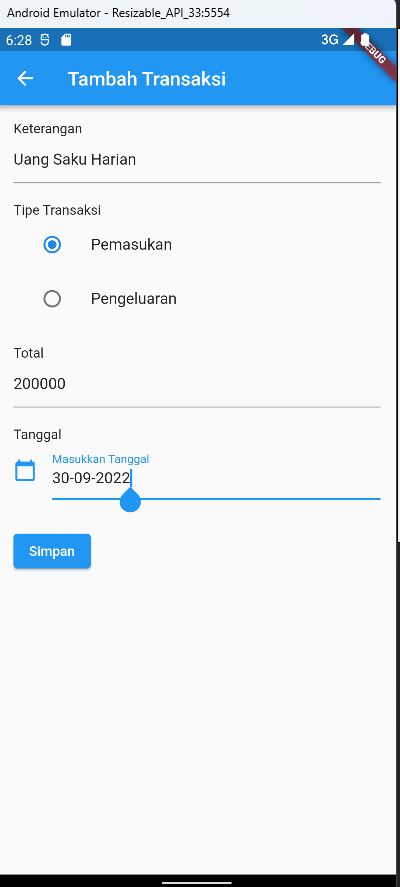 Android Emulator - Resizable_API_33:5554
6:28 3G
DEBUG
Tambah Transaksi
Keterangan
Uang Saku Harian
Tipe Transaksi
Pemasukan
Pengeluaran
Total
200000
Tanggal
Masukkan Tanggal
30-09-2022
Simpan